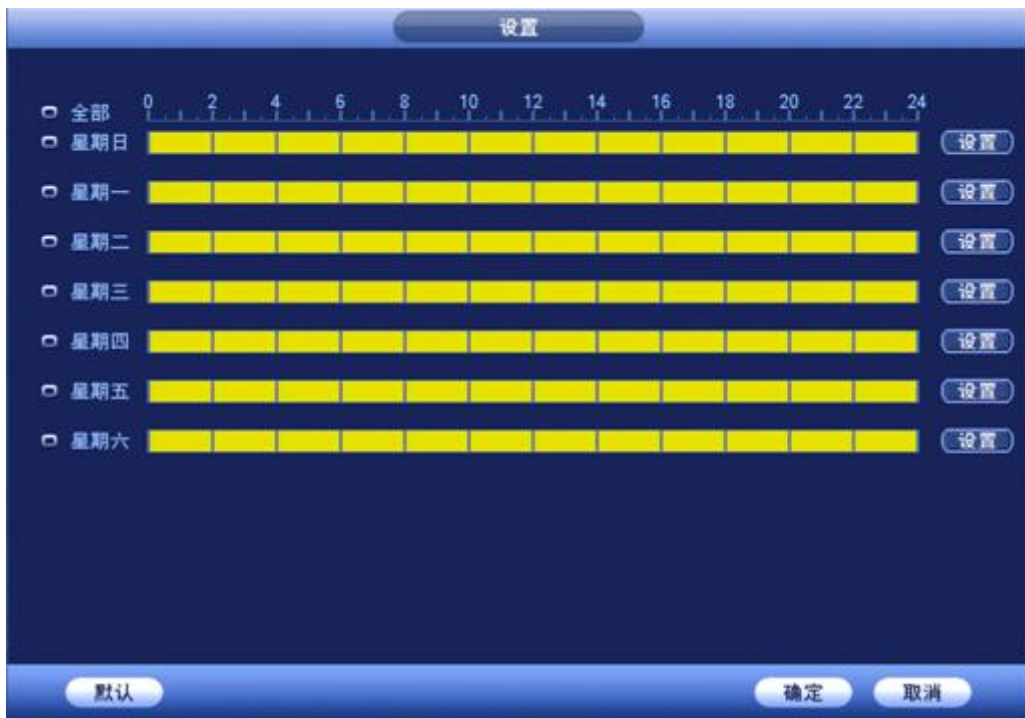 设置
全部 0 2 4 6 8 10 12 14 16 18 20 22 24
星期日 设置
星期一 设置
星期二 设置
星期三 设置
星期四 设置
星期五 设置
星期六 设置
默认 确定 取消